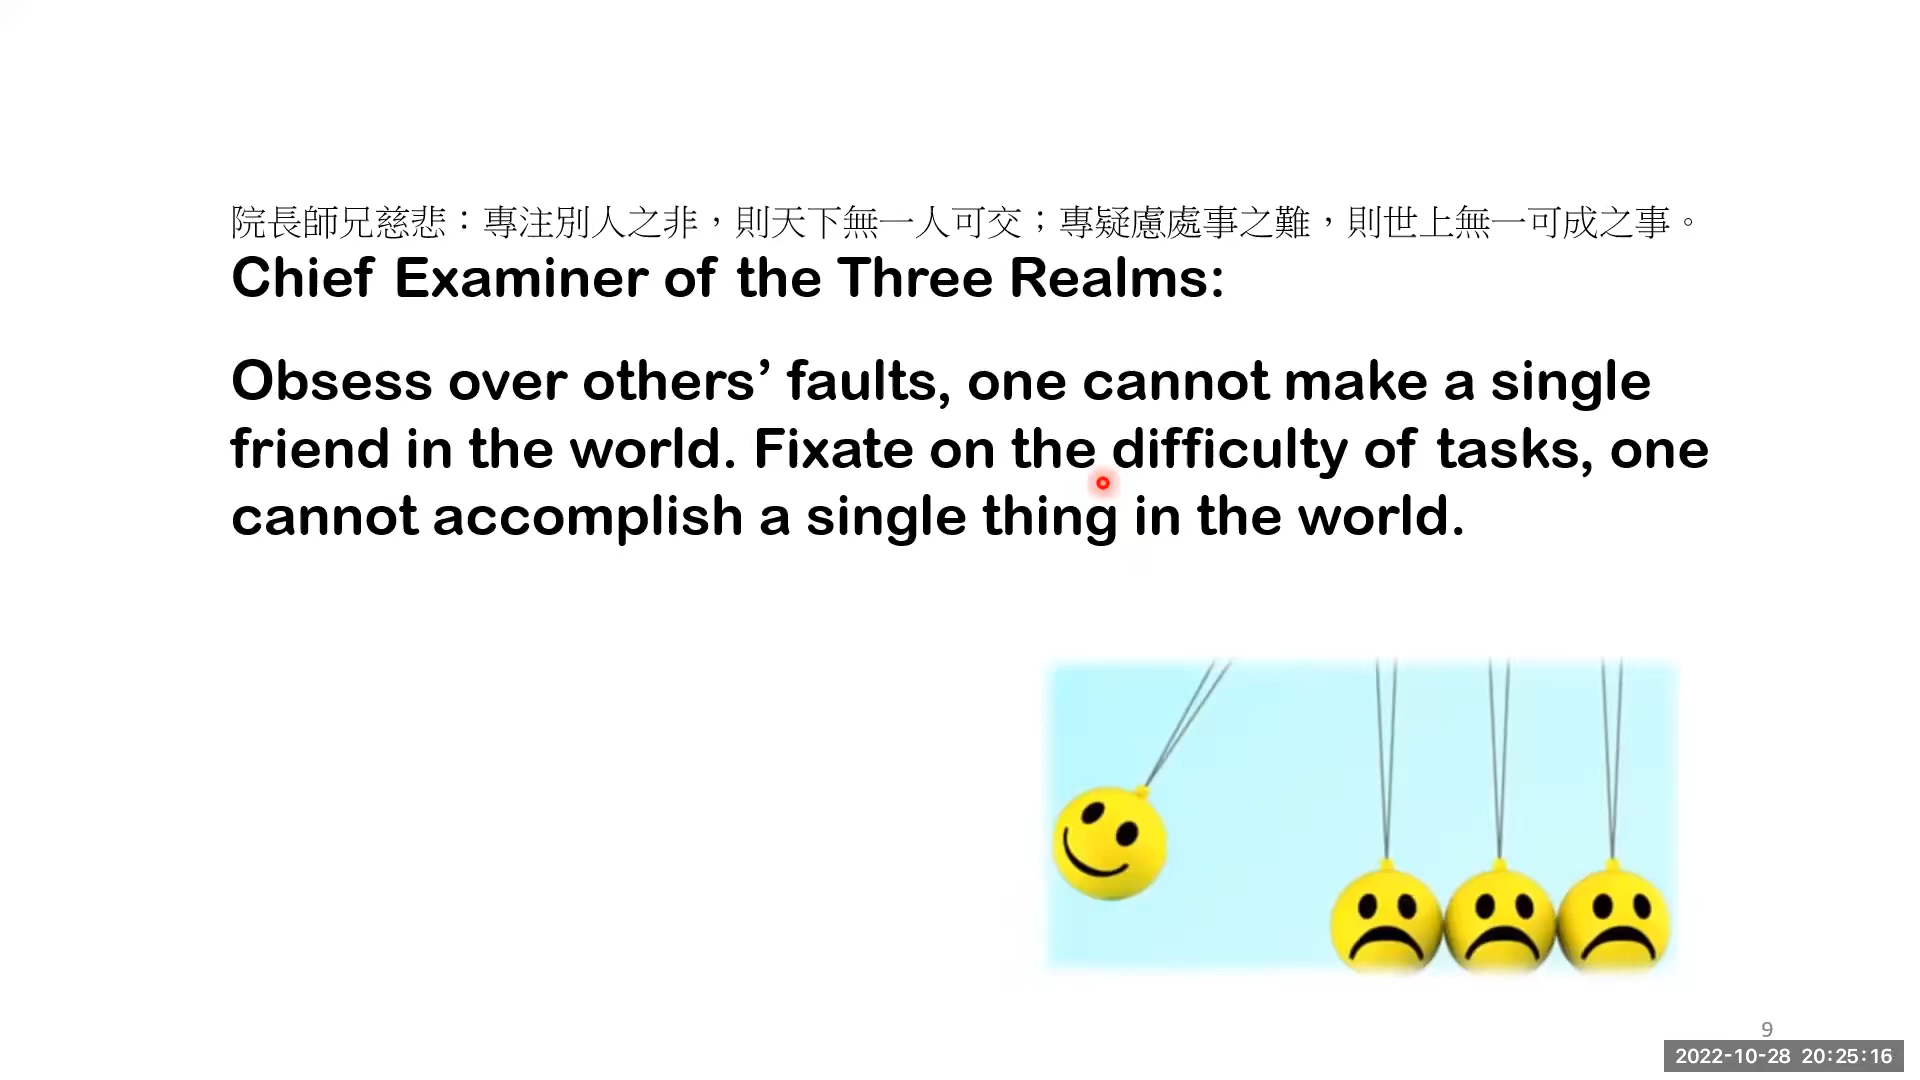 院長師兄慈悲：專注別人之非，則天下無一人可交；專疑慮處事之難，則世上無一可成之事。
Chief Examiner of the Three Realms:
Obsess over others’ faults, one cannot make a single
friend in the world. Fixate on the difficulty of tasks, one
cannot accomplish a single thing in the world.
9
2022-10-28 20:25:16